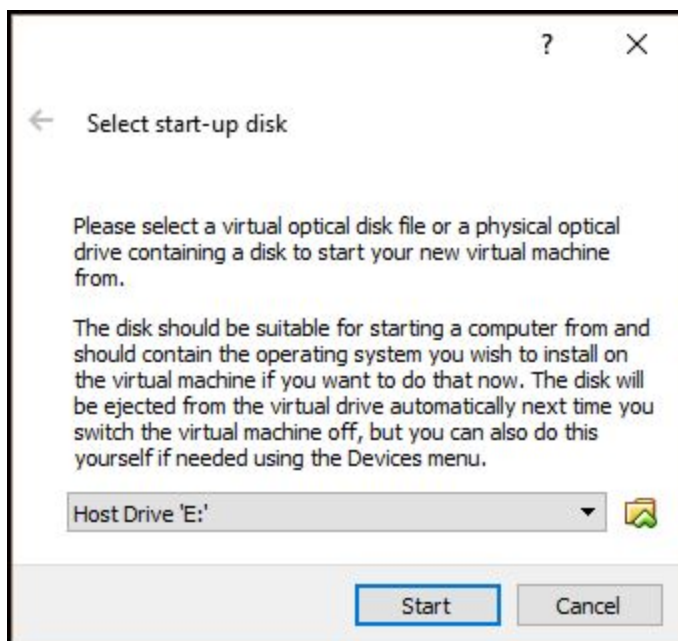 ?
Select start-up disk
Please select a virtual optical disk file or a physical optical
drive containing a disk to start your new virtual machine
from.
The disk should be suitable for starting a computer from and
should contain the operating system you wish to install on
the virtual machine if you want to do that now. The disk will
be ejected from the virtual drive automatically next time you
switch the virtual machine off, but you can also do this
yourself if needed using the Devices menu.
Host Drive 'E:'
Start Cancel